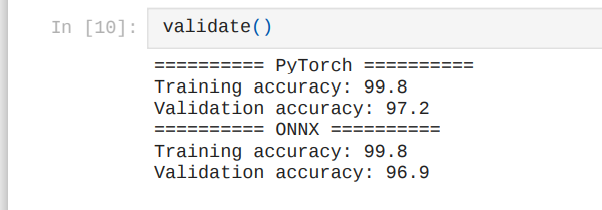 In [10]: validate()
========== PyTorch ==========
Training accuracy: 99.8
Validation accuracy: 97.2
========== ONNX ==========
Training accuracy: 99.8
Validation accuracy: 96.9